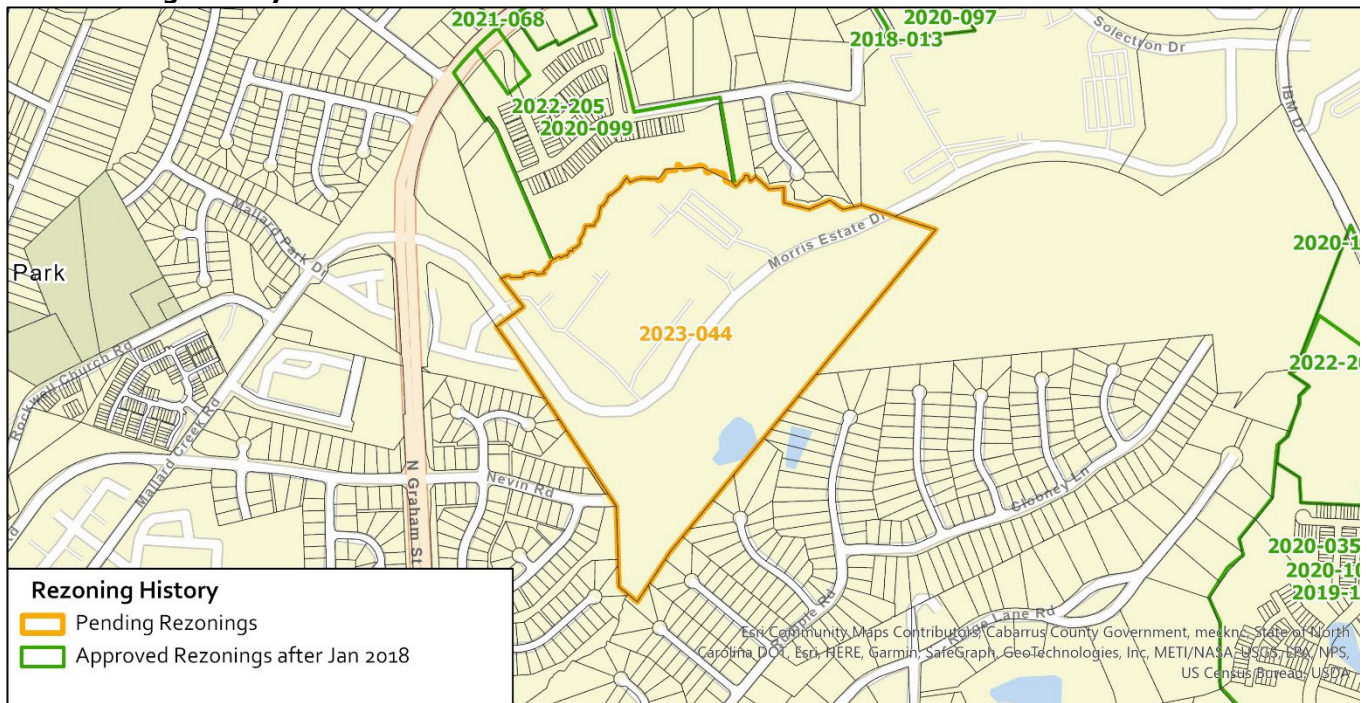 2021-068
2020-097
2018-013
Solectron Dr
IBM Dr
2022-205
2020-099
Mallard Park Dr
Morris Estate Dr
2020-1
Park
2023-044
2022-20
Rockwell Church Rd
Mallard Creek Rd
N Graham St
Nevin Rd
Clooney Ln
2020-035
2020-10
2019-1
Rezoning History
Pending Rezonings
Approved Rezonings after Jan 2018
Esri Community Maps Contributors, Cabarrus County Government, mecknc, State of North
Carolina DOT, Esri, HERE, Garmin, SafeGraph, GeoTechnologies, Inc, METI/NASA, USGS, EPA, NPS,
US Census Bureau, USDA